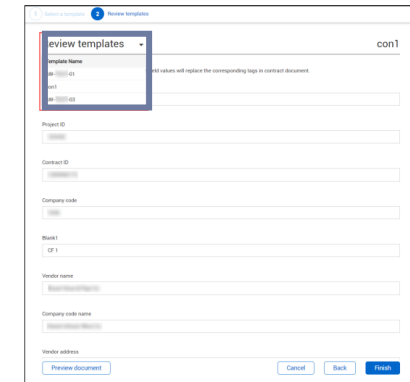 1 Select a template 2 Review templates
Review templates
con1
Template Name
-01
eld values will replace the corresponding tags in contract document
con1
-03
Project ID
Contract ID
Company code
Blank1
CF 1
Vendor name
Company code name
Vendor address
Preview document
Cancel
Back
Finish